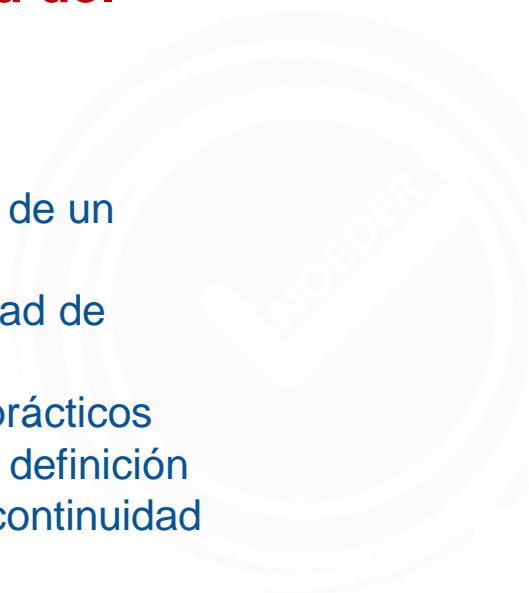 de un
NOEDER
ad de
prácticos
definición
continuidad